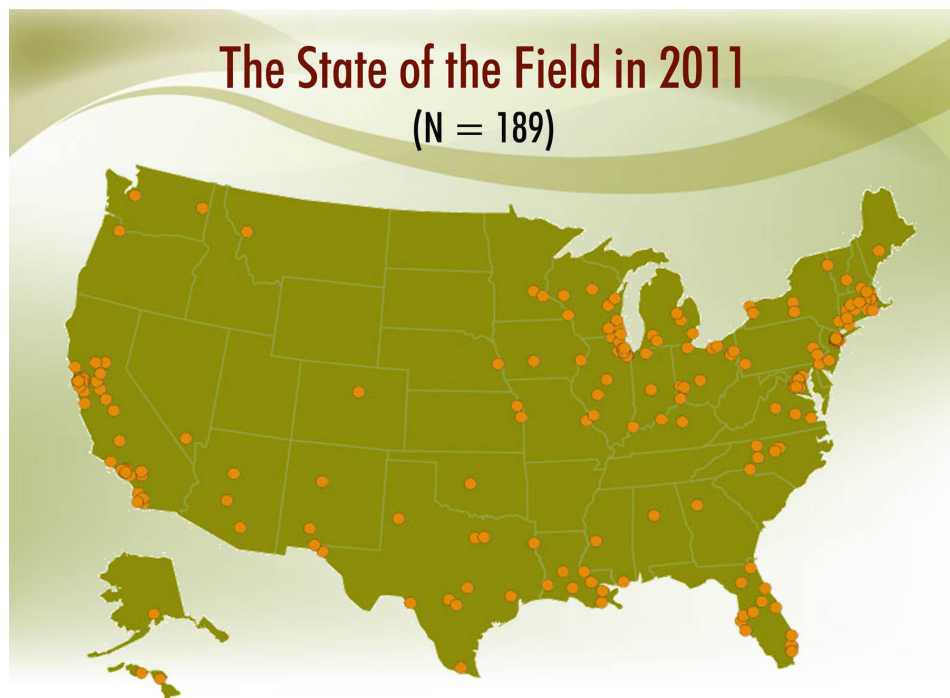 The State of the Field in 2011
(N = 189)